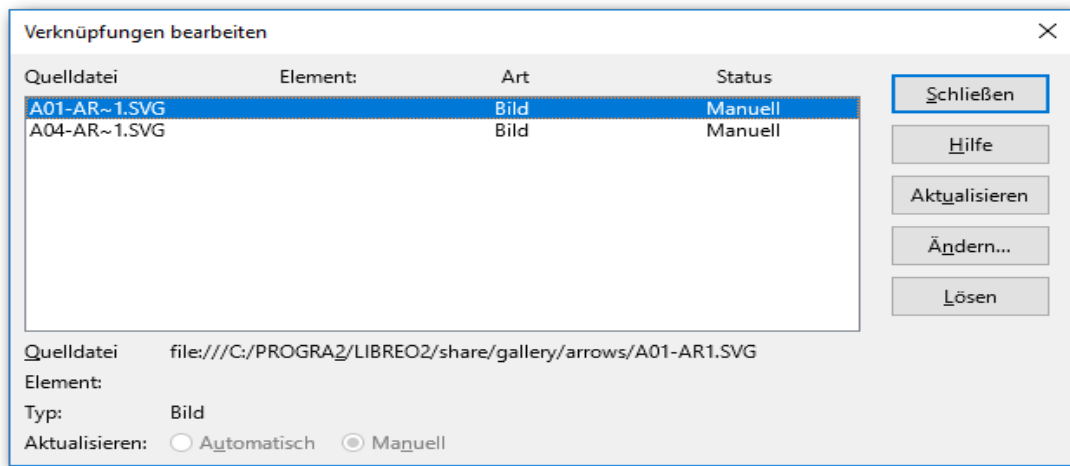 Verknüpfungen bearbeiten
Quelldatei Element: Art Status
A01-AR~1.SVG Bild Manuell
A04-AR~1.SVG Bild Manuell
Schließen
Hilfe
Aktualisieren
Ändern...
Lösen
Quelldatei file:///C:/PROGRA2/LIBREO2/share/gallery/arrows/A01-AR1.SVG
Element:
Typ: Bild
Aktualisieren: Automatisch Manuell